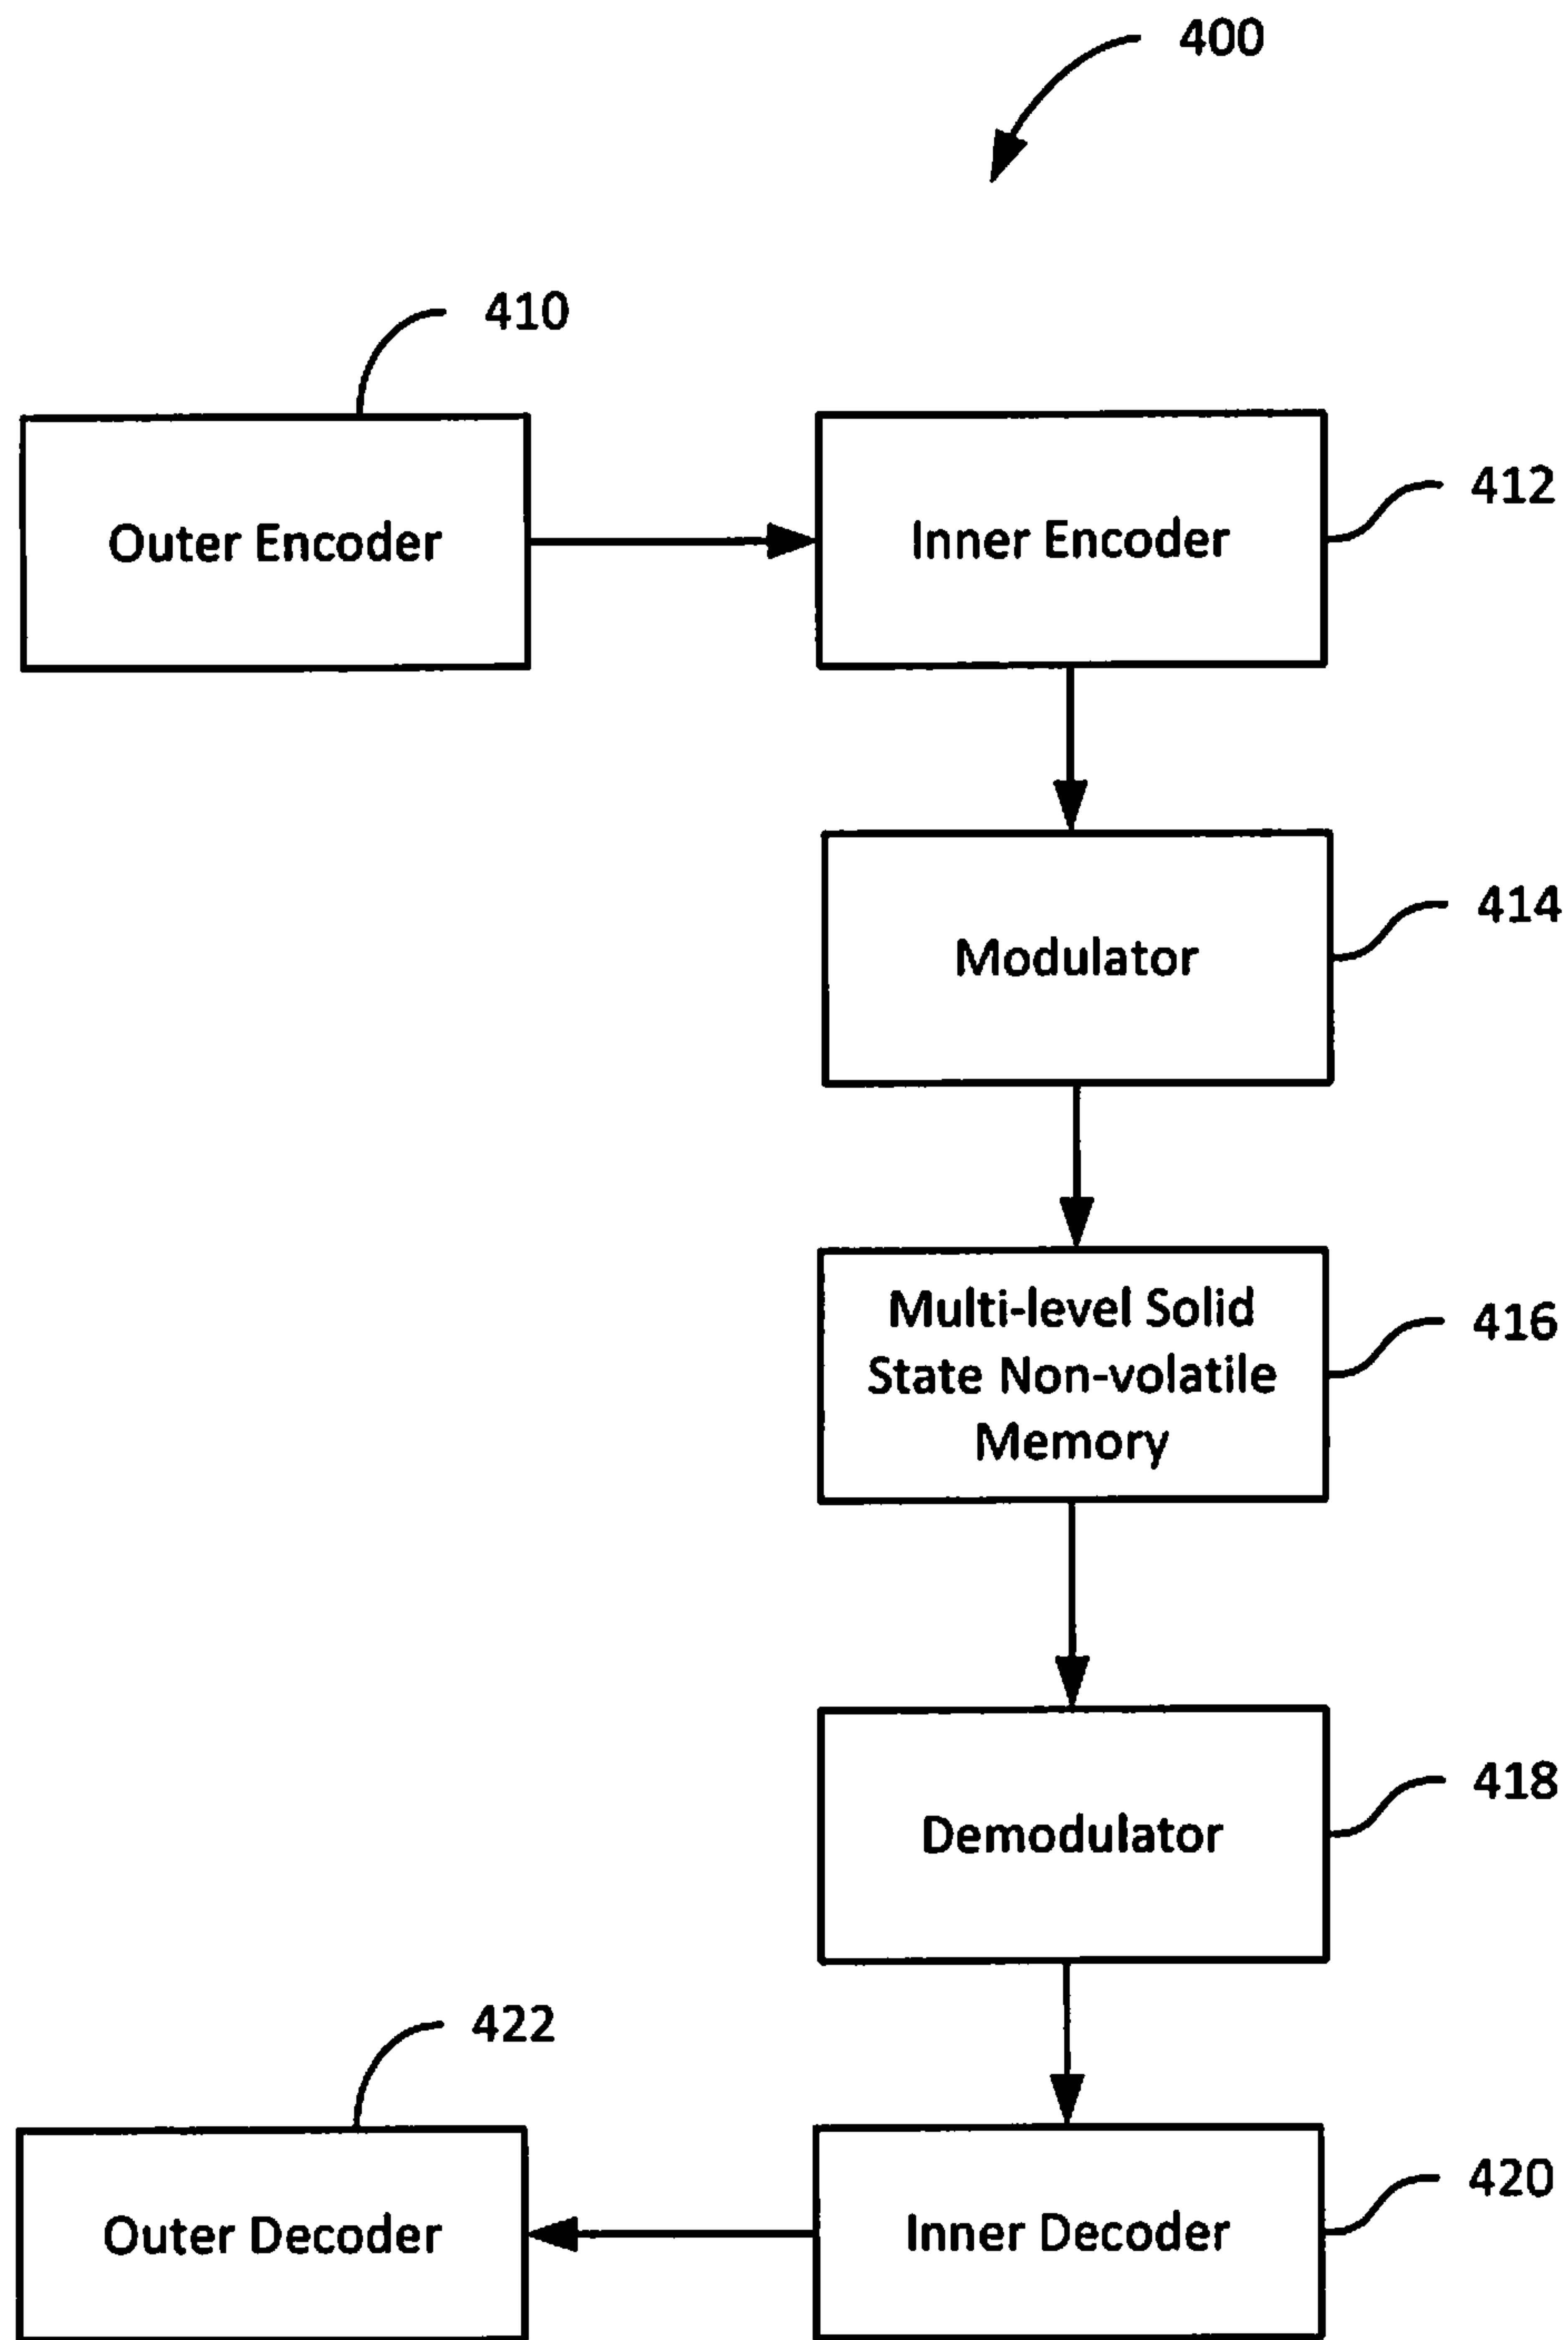 400
410
Outer Encoder
Inner Encoder
412
Modulator
414
Multi-level Solid
State Non-volatile
Memory
416
Demodulator
418
422
Outer Decoder
Inner Decoder
420